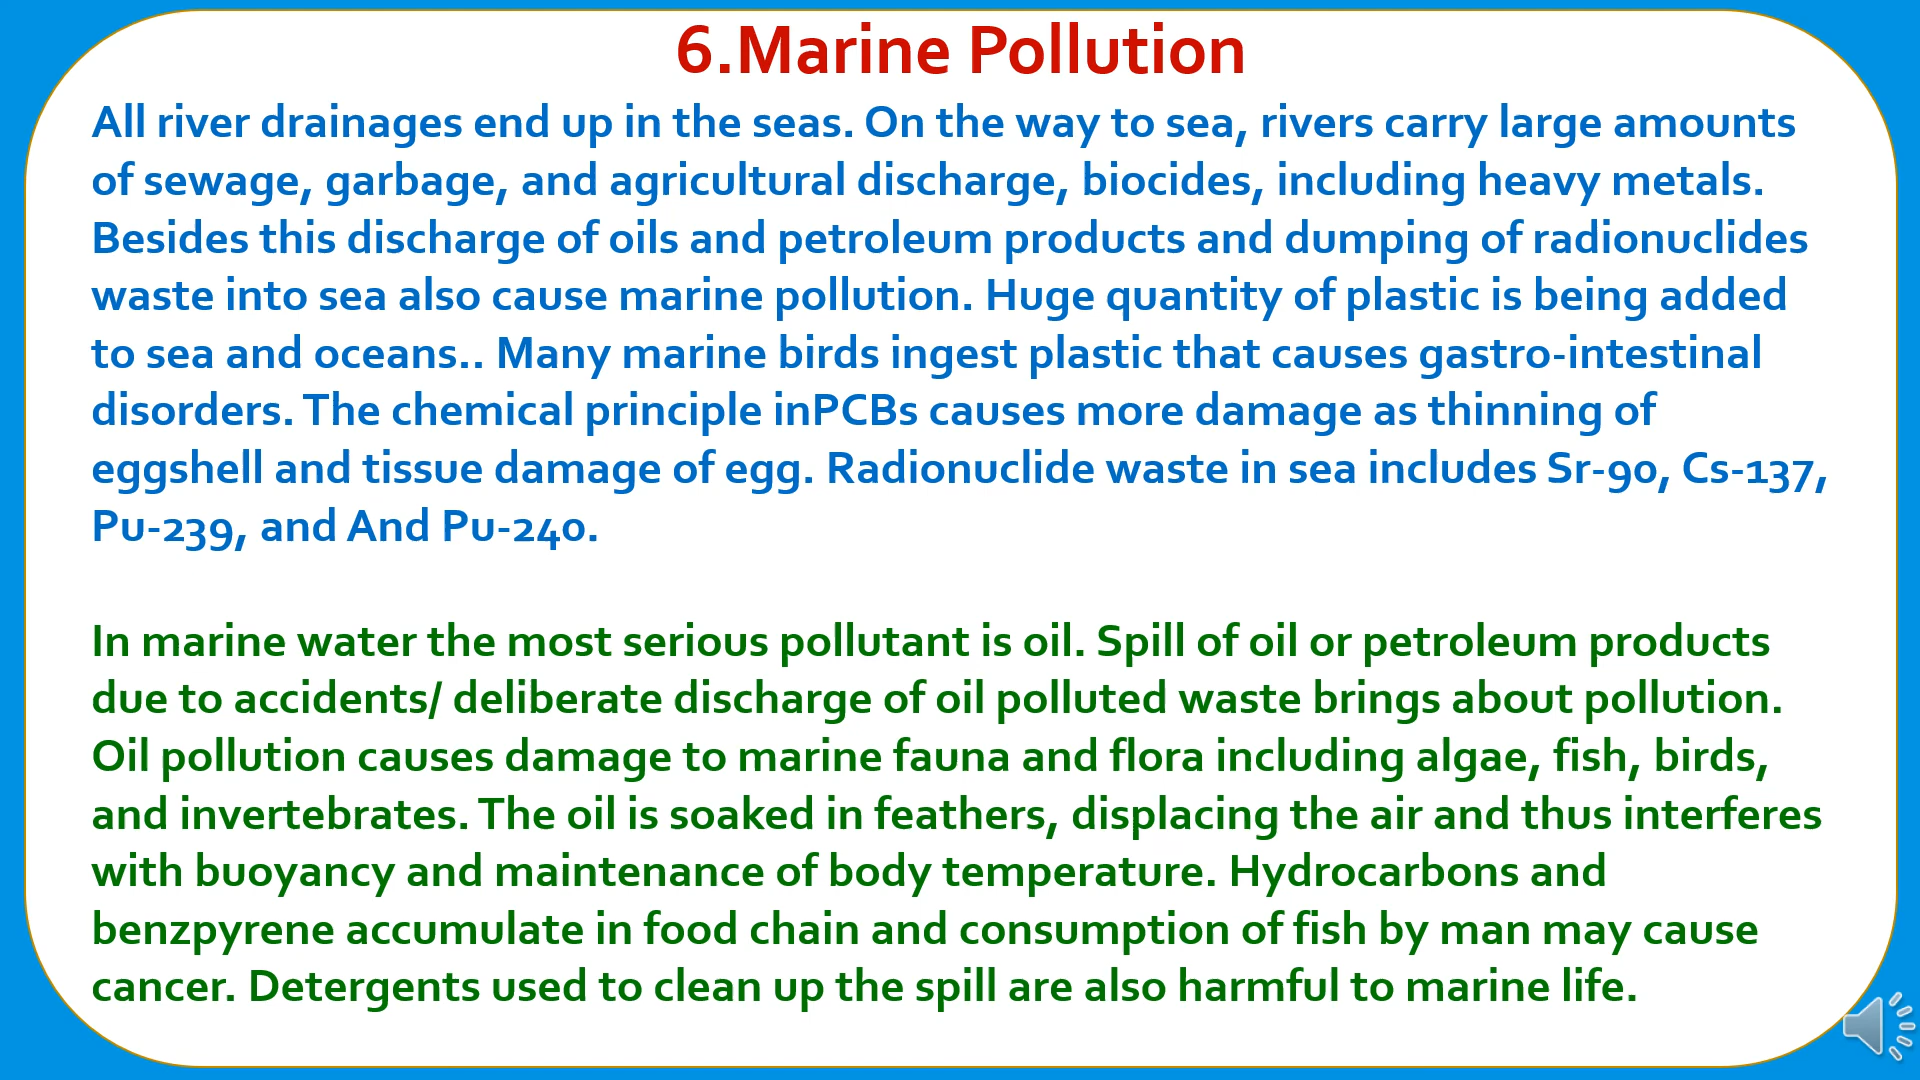 6.Marine Pollution
All river drainages end up in the seas. On the way to sea, rivers carry large amounts
of sewage, garbage, and agricultural discharge, biocides, including heavy metals.
Besides this discharge of oils and petroleum products and dumping of radionuclides
waste into sea also cause marine pollution. Huge quantity of plastic is being added
to sea and oceans.. Many marine birds ingest plastic that causes gastro-intestinal
disorders. The chemical principle inPCBs causes more damage as thinning of
eggshell and tissue damage of egg. Radionuclide waste in sea includes Sr-90, Cs-137,
Pu-239, and And Pu-240.
In marine water the most serious pollutant is oil. Spill of oil or petroleum products
due to accidents/ deliberate discharge of oil polluted waste brings about pollution.
Oil pollution causes damage to marine fauna and flora including algae, fish, birds,
and invertebrates. The oil is soaked in feathers, displacing the air and thus interferes
with buoyancy and maintenance of body temperature. Hydrocarbons and
benzpyrene accumulate in food chain and consumption of fish by man may cause
cancer. Detergents used to clean up the spill are also harmful to marine life.